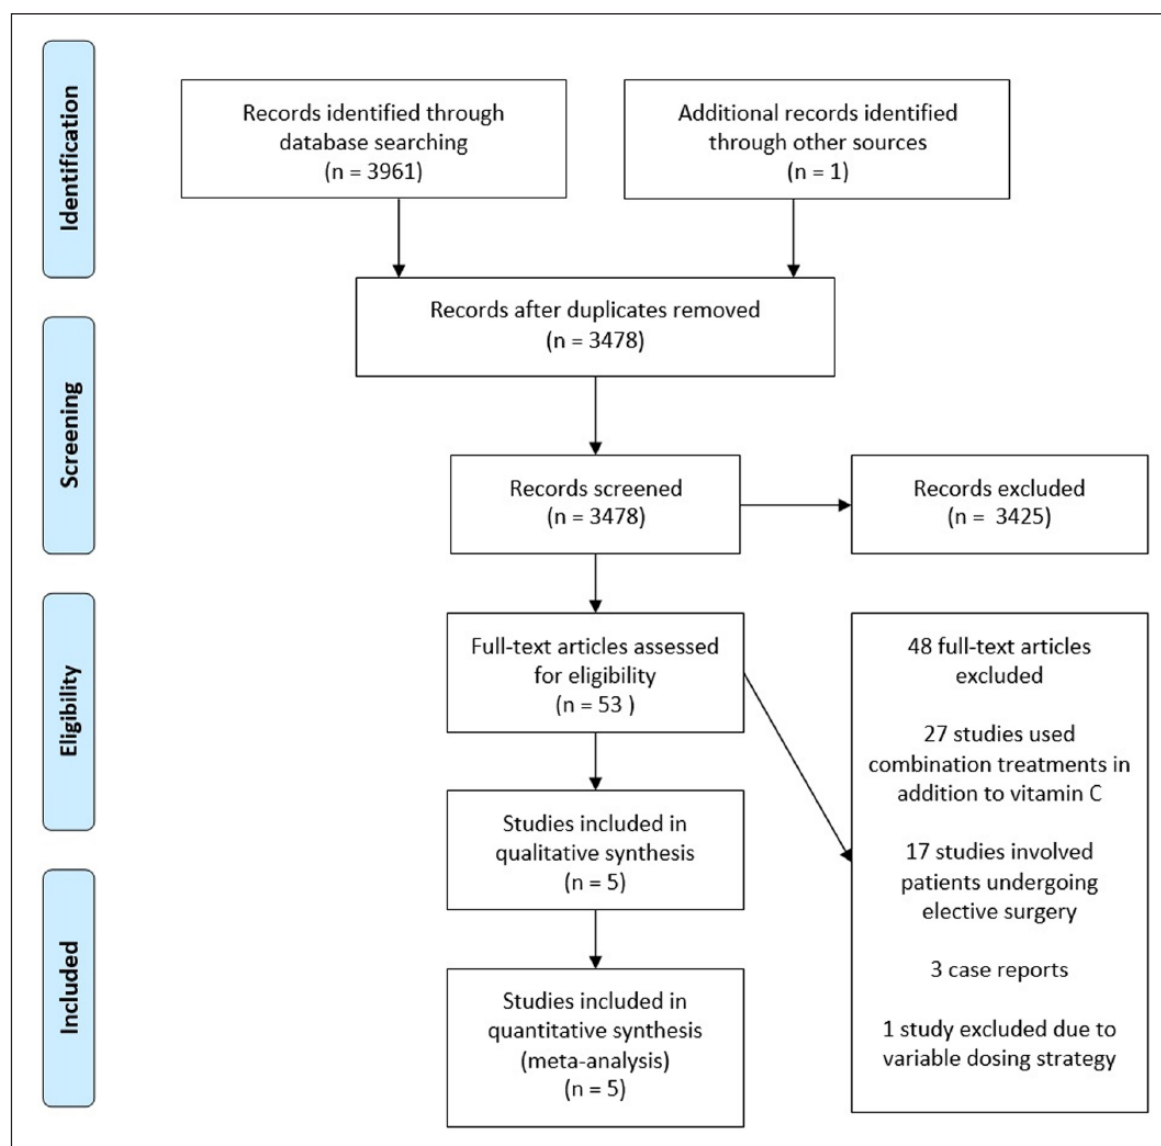 Identification
Records identified through
database searching
(n = 3961)
Additional records identified
through other sources
(n = 1)
Records after duplicates removed
(n = 3478)
Screening
Records screened
(n = 3478)
Records excluded
(n =  3425)
Eligibility
Full-text articles assessed
for eligibility
(n = 53 )
48 full-text articles
excluded
27 studies used
combination treatments in
addition to vitamin C
17 studies involved
patients undergoing
elective surgery
3 case reports
1 study excluded due to
variable dosing strategy
Studies included in
qualitative synthesis
(n = 5)
Included
Studies included in
quantitative synthesis
(meta-analysis)
(n = 5)